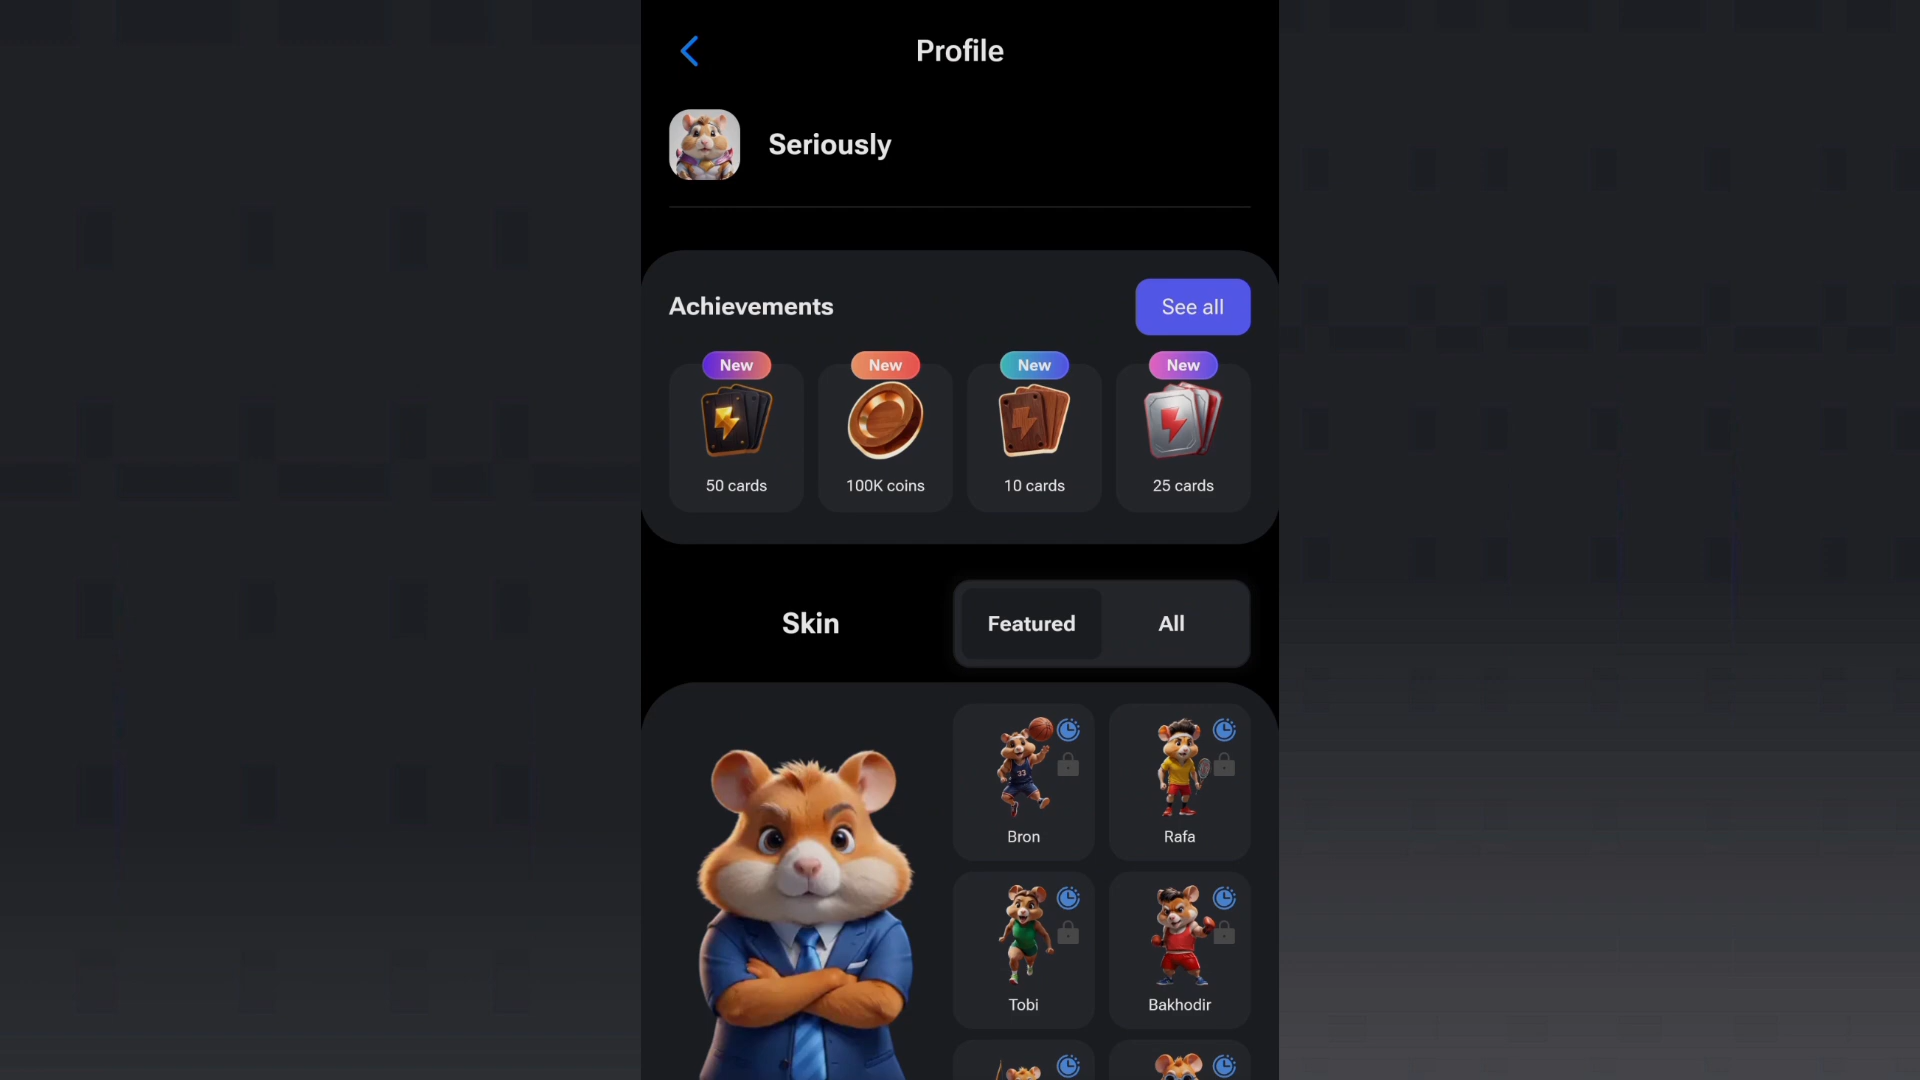 Profile
Seriously
Achievements
See all
New
New
New
New
50 cards
100K coins
10 cards
25 cards
Skin
Featured
All
33
Bron
Rafa
Tobi
Bakhodir